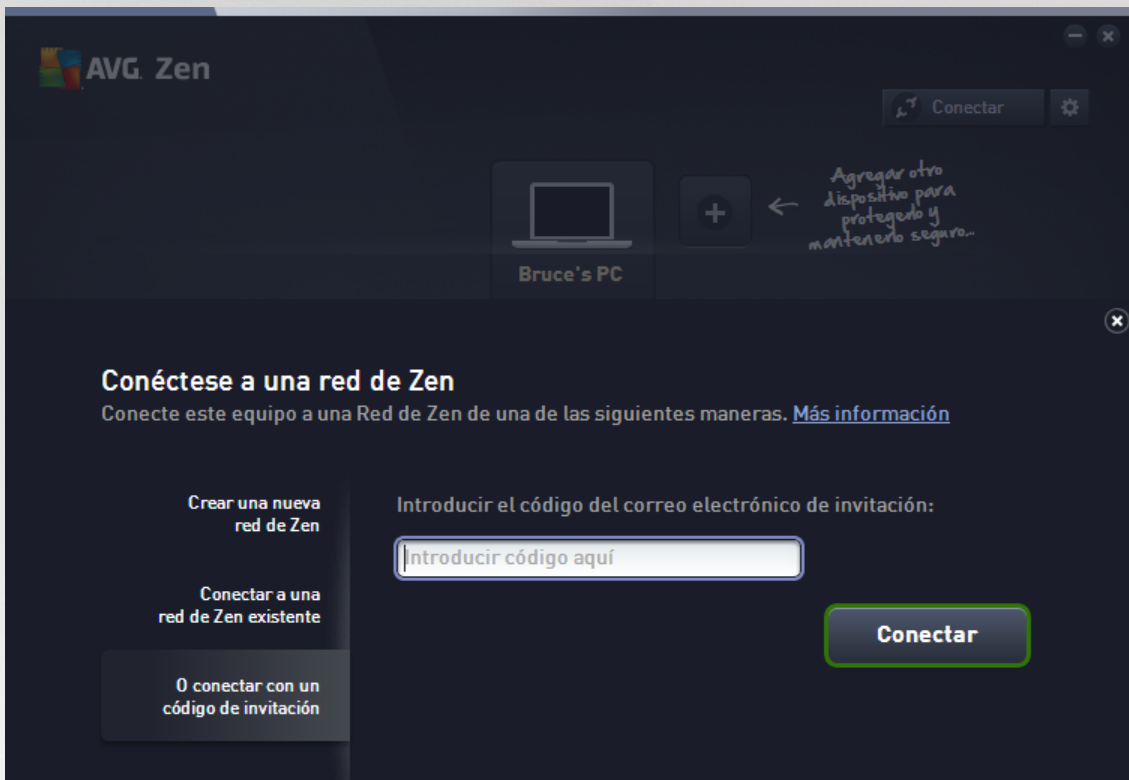 AVG. Zen
Conectar
Agregar otro
dispositivo para
protegerlo y
mantenerlo seguro...
Bruce's PC
Conéctese a una red de Zen
Conecte este equipo a una Red de Zen de una de las siguientes maneras. Más información
Crear una nueva
red de Zen
Conectar a una
red de Zen existente
O conectar con un
código de invitación
Introducir el código del correo electrónico de invitación:
Introducir código aquí
Conectar